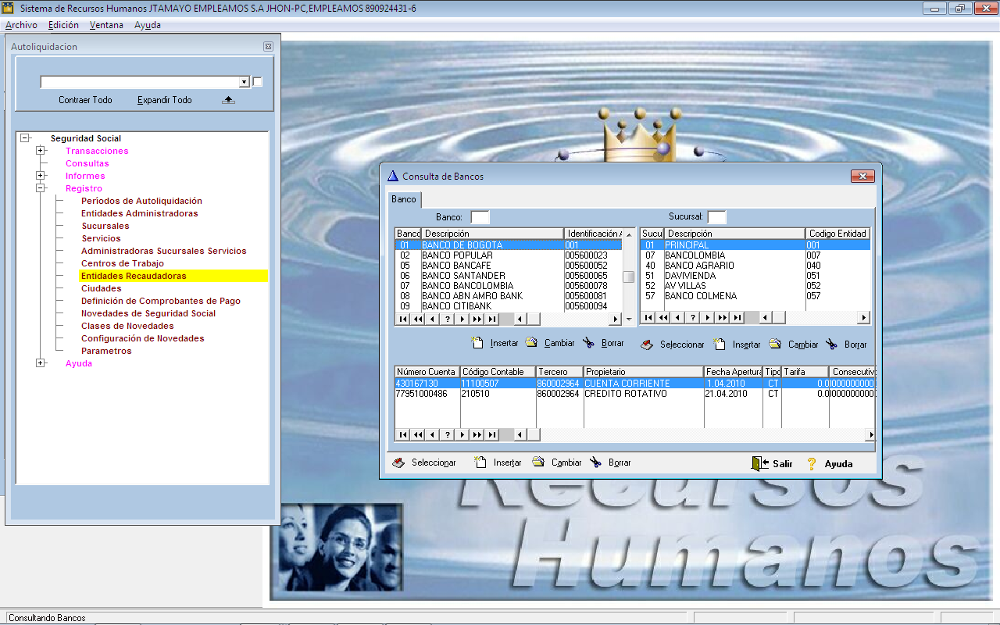 Sistema de Recursos Humanos JTAMAYO EMPLEAMOS S.A JHON-PC,EMPLEAMOS 890924431-6
Archivo Edición Ventana Ayuda
Autoliquidacion
Contraer Todo Expandir Todo
Seguridad Social
Transacciones
Consultas
Informes
Registro
Periodos de Autoliquidación
Entidades Administradoras
Sucursales
Servicios
Administradoras Sucursales Servicios
Centros de Trabajo
Entidades Recaudadoras
Ciudades
Definición de Comprobantes de Pago
Novedades de Seguridad Social
Clases de Novedades
Configuración de Novedades
Parametros
Ayuda
Consulta de Bancos
Banco
Banco: Sucursal:
Banco Descripción Identificación A
01 BANCO DE BOGOTA 001
02 BANCO POPULAR 005600023
05 BANCO BANCAFE 005600052
06 BANCO SANTANDER 005600065
07 BANCO BANCOLOMBIA 005600078
08 BANCO ABN AMRO BANK 005600081
09 BANCO CITIBANK 005600094
Sucu Descripción Codigo Entidad
01 PRINCIPAL 001
07 BANCOLOMBIA 007
40 BANCO AGRARIO 040
51 DAVIVIENDA 051
52 AV VILLAS 052
57 BANCO COLMENA 057
Insertar Cambiar Borrar Seleccionar Insertar Cambiar Borrar
Número Cuenta Código Contable Tercero Propietario Fecha Apertura Tipo Tarifa Consecutivo
430167130 11100507 860002964 CUENTA CORRIENTE 1.04.2010 CT 0.0000000000
77951000486 210510 860002964 CREDITO ROTATIVO 21.04.2010 CT 0.0000000000
Seleccionar Insertar Cambiar Borrar Salir Ayuda
Recursos
Humanos
Consultando Bancos